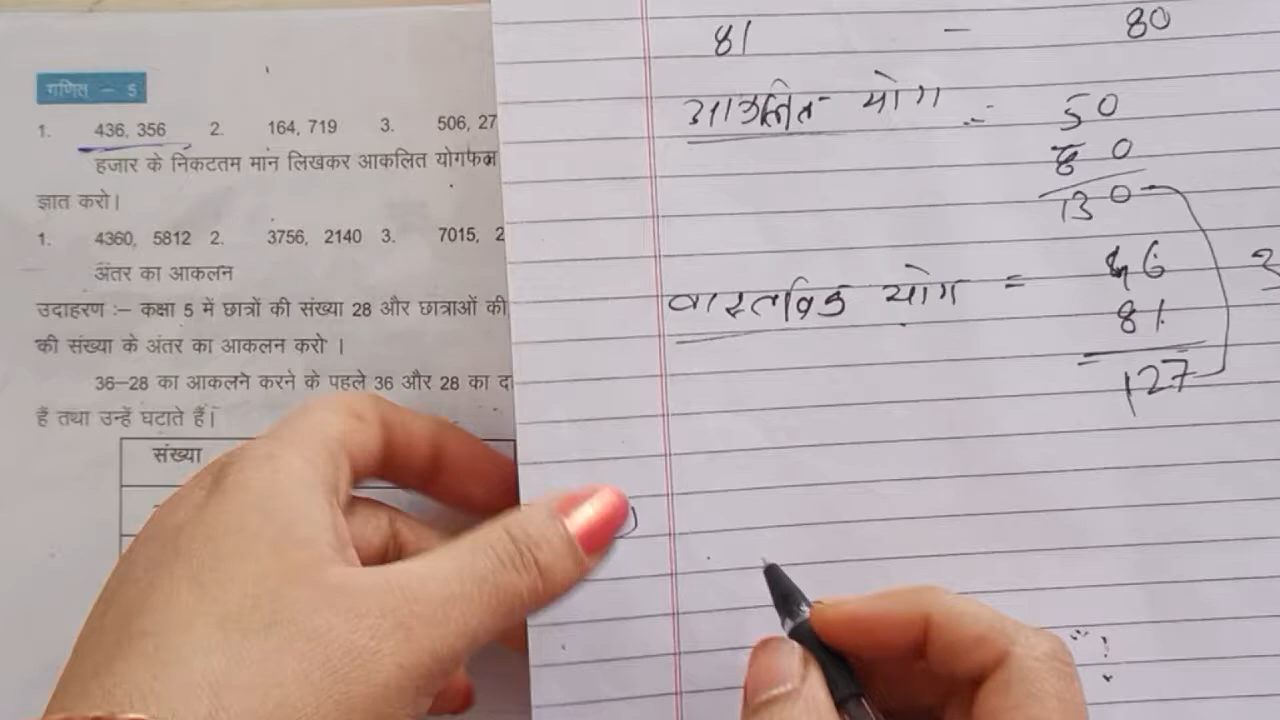 गणित – 5
1. 436, 356 2. 164, 719 3. 506, 27
हजार के निकटतम मान लिखकर आकलित योगफल
ज्ञात करो।
1. 4360, 5812 2. 3756, 2140 3. 7015, 2
अंतर का आकलन
उदाहरण :– कक्षा 5 में छात्रों की संख्या 28 और छात्राओं की
की संख्या के अंतर का आकलन करो ।
36–28 का आकलन करने के पहले 36 और 28 का द
हैं तथा उन्हें घटाते हैं।
संख्या
81 – 80
आकलित योग = 50
80
130
वास्तविक योग = 46
81
127